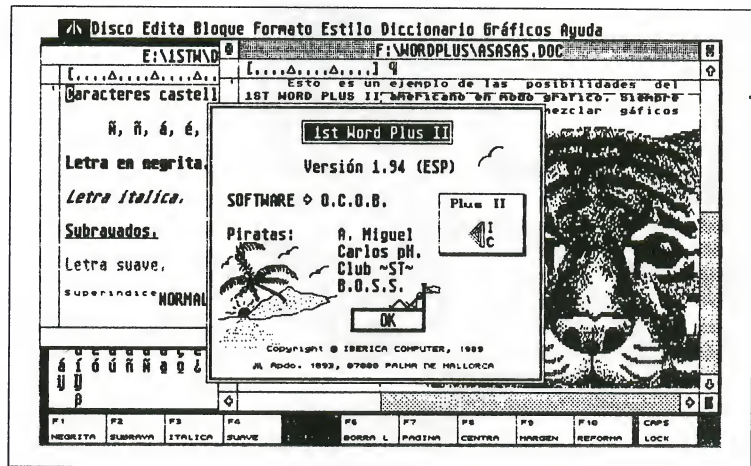 Disco Edita Bloque Formato Estilo Diccionario Gráficos Ayuda
E:\1STW\D
F:\WORDPLUS\ASASAS.DOC
Caracteres castell
Ñ, ñ, á, é,
Letra en negrita.
Letra italica.
Subrayados.
Letra suave.
superindice NORMAL
Esto es un ejemplo de las posibilidades del
1ST WORD PLUS II americano en modo grafico. Siempre
mezclar gáficos
1st Word Plus II
Versión 1.94 (ESP)
SOFTWARE ◊ O.C.O.B.
Plus II
I
C
Piratas:
A. Miguel
Carlos pH.
Club ~ST~
B.O.S.S.
OK
Copyright @ IBERICA COMPUTER, 1989
Apdo. 1093, 07080 PALMA DE MALLORCA
á í ó ú ñ Ñ
β
F1 NEGRITA
F2 SUBRAYA
F3 ITALICA
F4 SUAVE
F6 BORRA L
F7 PAGINA
F8 CENTRA
F9 MARGEN
F10 REFORMA
CAPS LOCK